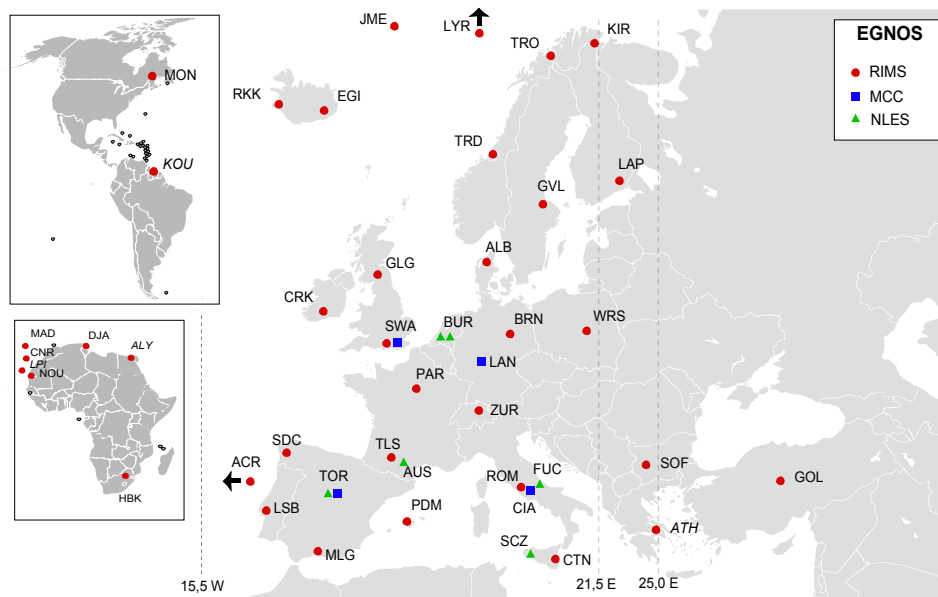 JME
LYR
KIR
TRO
EGNOS
RIMS
MCC
NLES
MON
KOU
RKK
EGI
TRD
LAP
GVL
ALB
GLG
CRK
SWA
BUR
BRN
WRS
LAN
PAR
ZUR
MAD
DJA
ALY
CNR
LPI
NOU
HBK
SDC
TLS
AUS
ACR
TOR
ROM
FUC
CIA
SOF
GOL
LSB
PDM
ATH
MLG
SCZ
CTN
15,5 W
21,5 E
25,0 E